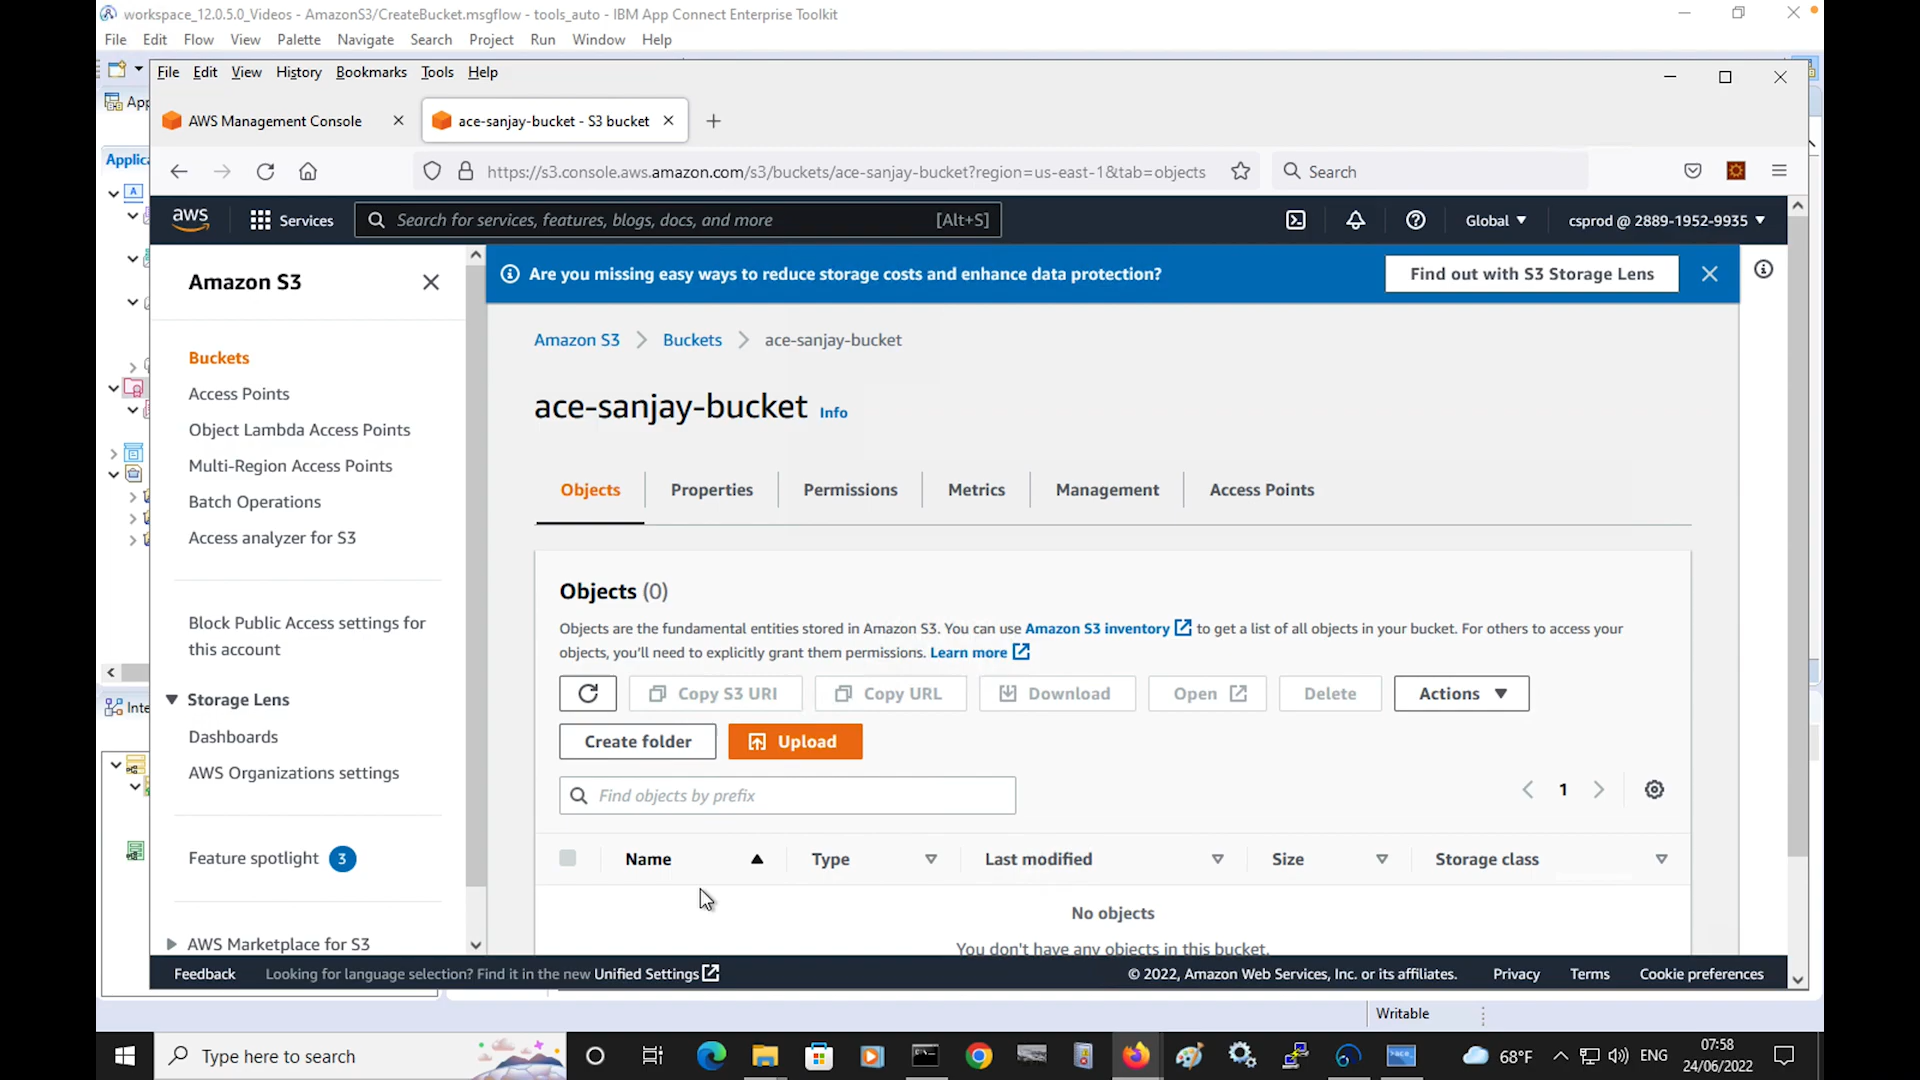 workspace_12.0.5.0_Videos - AmazonS3/CreateBucket.msgflow - tools_auto - IBM App Connect Enterprise Toolkit
File Edit Flow View Palette Navigate Search Project Run Window Help
File Edit View History Bookmarks Tools Help
AWS Management Console
ace-sanjay-bucket - S3 bucket
https://s3.console.aws.amazon.com/s3/buckets/ace-sanjay-bucket?region=us-east-1&tab=objects
Search
aws
Services
Search for services, features, blogs, docs, and more [Alt+S]
Global
csprod @ 2889-1952-9935
Amazon S3
Are you missing easy ways to reduce storage costs and enhance data protection?
Find out with S3 Storage Lens
Buckets
Access Points
Object Lambda Access Points
Multi-Region Access Points
Batch Operations
Access analyzer for S3
Block Public Access settings for
this account
Storage Lens
Dashboards
AWS Organizations settings
Feature spotlight 3
AWS Marketplace for S3
Amazon S3 Buckets ace-sanjay-bucket
ace-sanjay-bucket Info
Objects Properties Permissions Metrics Management Access Points
Objects (0)
Objects are the fundamental entities stored in Amazon S3. You can use Amazon S3 inventory to get a list of all objects in your bucket. For others to access your
objects, you'll need to explicitly grant them permissions. Learn more
Copy S3 URI Copy URL Download Open Delete Actions
Create folder Upload
Find objects by prefix
1
Name Type Last modified Size Storage class
No objects
You don't have any objects in this bucket.
Feedback Looking for language selection? Find it in the new Unified Settings
© 2022, Amazon Web Services, Inc. or its affiliates. Privacy Terms Cookie preferences
Writable
Type here to search
68°F ENG
07:58
24/06/2022